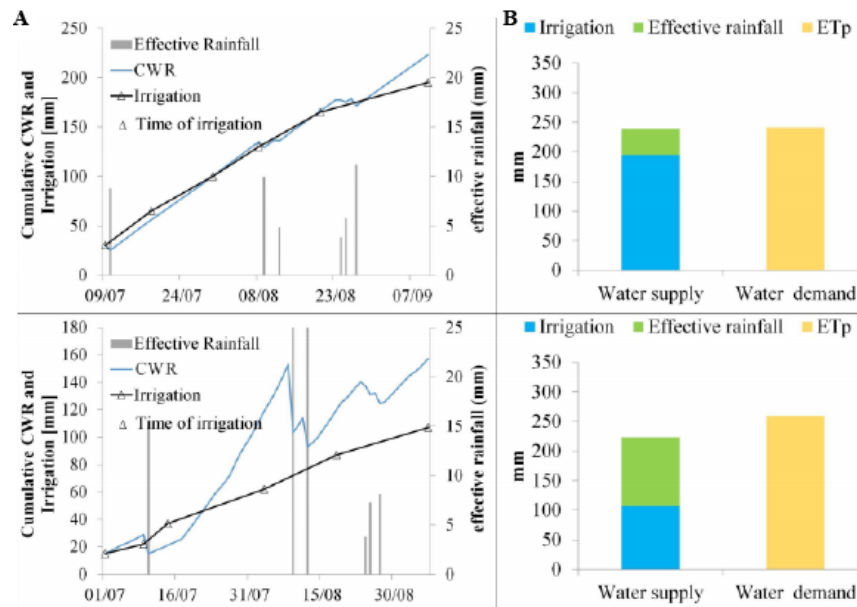 A
Cumulative CWR and
Irrigation [mm]
250
200
150
100
50
0
Effective Rainfall
CWR
Irrigation
Time of irrigation
25
20
15
10
5
0
effective rainfall (mm)
09/07 24/07 08/08 23/08 07/09
B
Irrigation Effective rainfall ETp
mm
350
300
250
200
150
100
50
0
Water supply Water demand
Cumulative CWR and
Irrigation [mm]
180
160
140
120
100
80
60
40
20
0
Effective Rainfall
CWR
Irrigation
Time of irrigation
25
20
15
10
5
0
effective rainfall (mm)
01/07 16/07 31/07 15/08 30/08
Irrigation Effective rainfall ETp
mm
350
300
250
200
150
100
50
0
Water supply Water demand